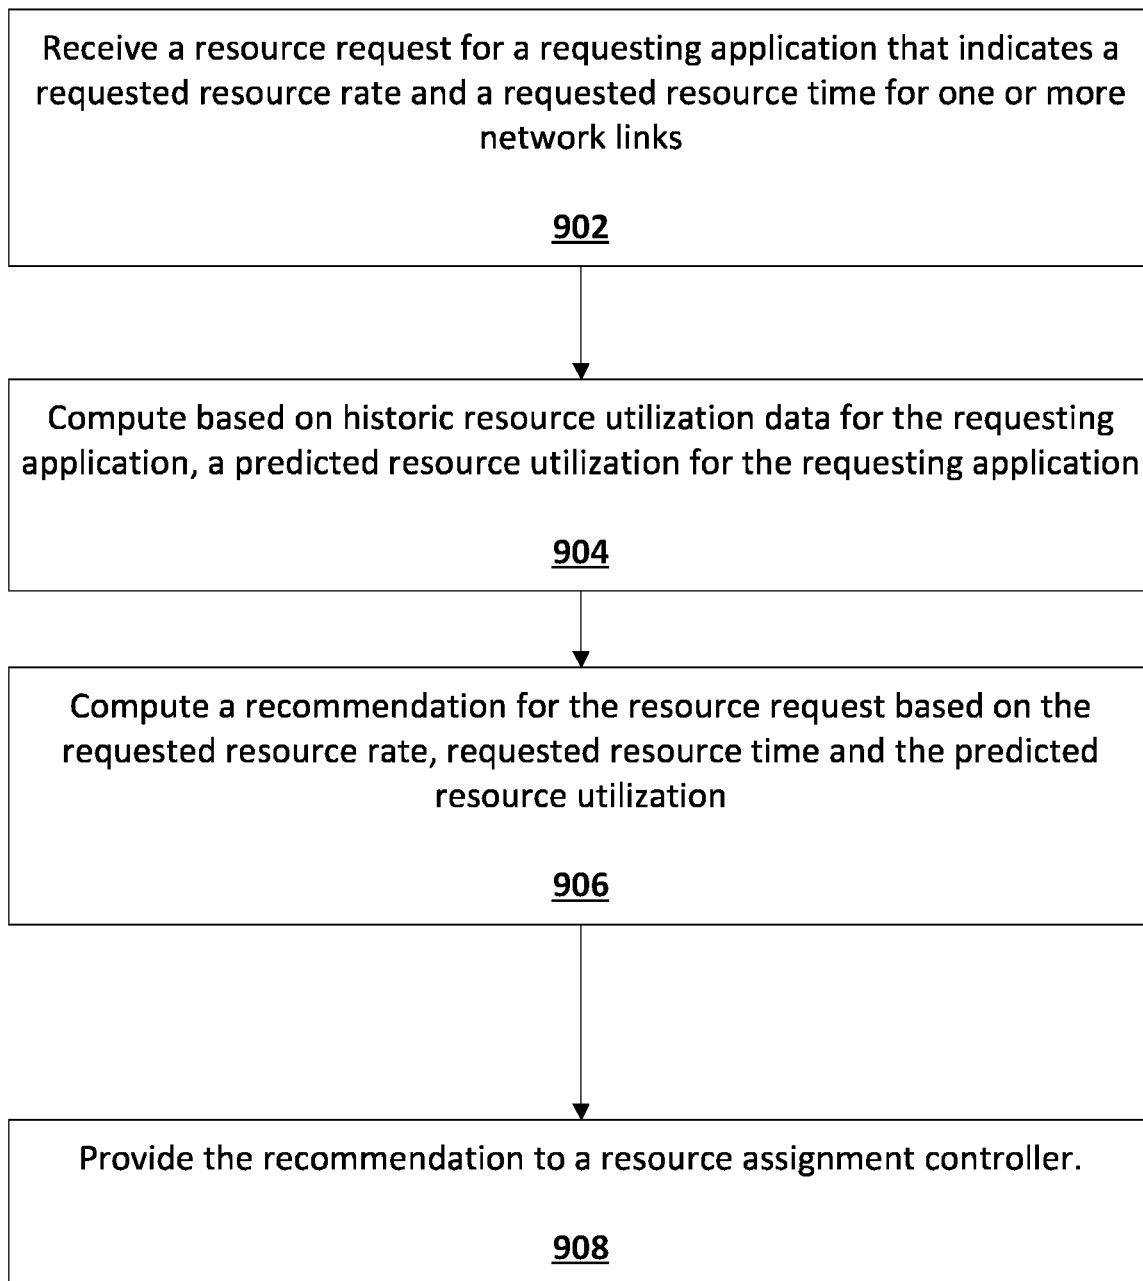 Receive a resource request for a requesting application that indicates a
requested resource rate and a requested resource time for one or more
network links
902
Compute based on historic resource utilization data for the requesting
application, a predicted resource utilization for the requesting application
904
Compute a recommendation for the resource request based on the
requested resource rate, requested resource time and the predicted
resource utilization
906
Provide the recommendation to a resource assignment controller.
908